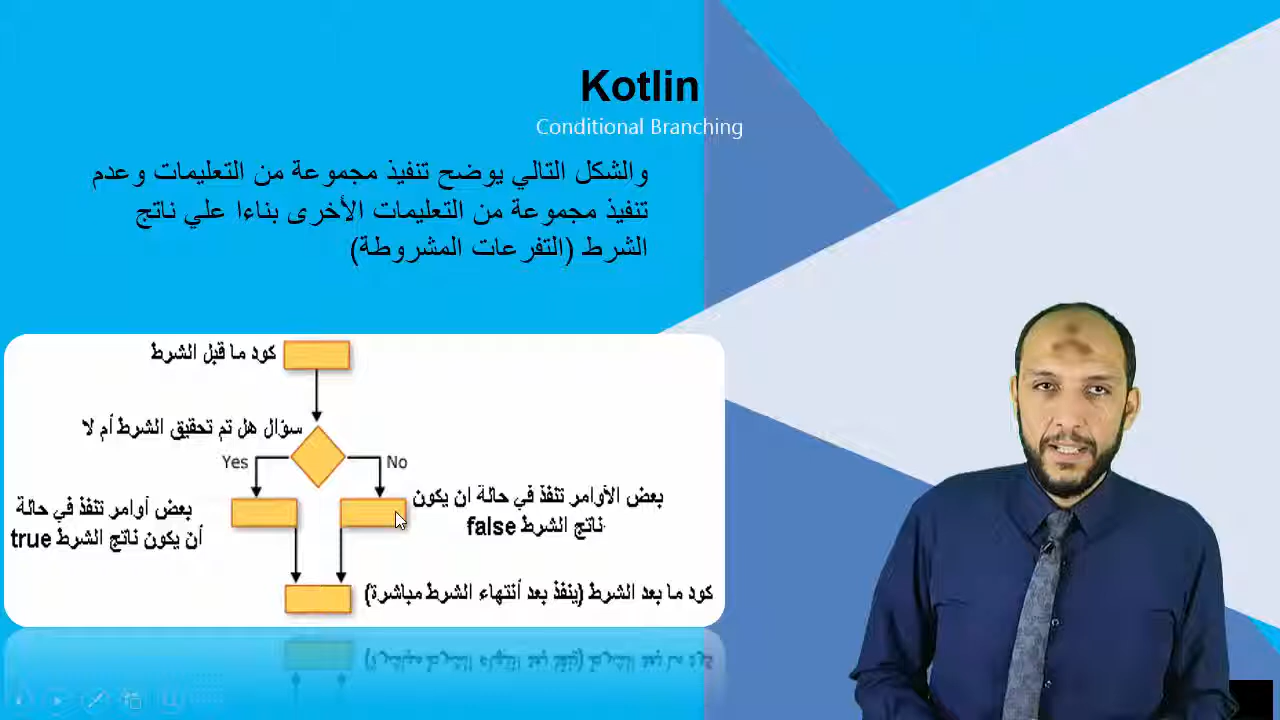 Kotlin
Conditional Branching
والشكل التالي يوضح تنفيذ مجموعة من التعليمات وعدم
تنفيذ مجموعة من التعليمات الأخرى بناءا علي ناتج
الشرط (التفرعات المشروطة)
كود ما قبل الشرط
سؤال هل تم تحقيق الشرط أم لا
Yes
No
بعض الأوامر تنفذ في حالة ان يكون
ناتج الشرط false
بعض أوامر تنفذ في حالة
أن يكون ناتج الشرط true
كود ما بعد الشرط (ينفذ بعد أنتهاء الشرط مباشرة)